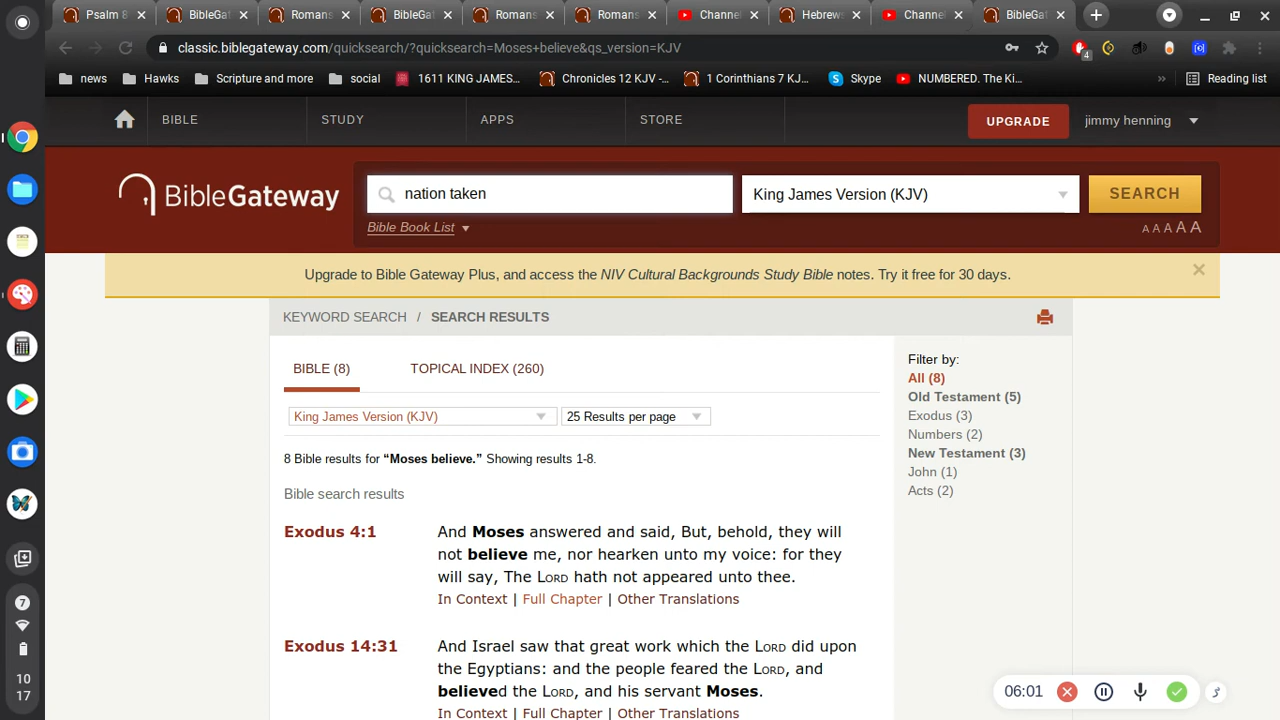 Psalm 8
BibleGat
Romans
BibleGat
Romans
Romans
Channel
Hebrews
Channel
BibleGat
classic.biblegateway.com/quicksearch/?quicksearch=Moses+believe&qs_version=KJV
4
news
Hawks
Scripture and more
social
1611 KING JAMES...
Chronicles 12 KJV -...
1 Corinthians 7 KJ...
Skype
NUMBERED. The Ki...
»
Reading list
BIBLE
STUDY
APPS
STORE
UPGRADE
jimmy henning
BibleGateway
nation taken
King James Version (KJV)
SEARCH
Bible Book List
A A A A A
Upgrade to Bible Gateway Plus, and access the NIV Cultural Backgrounds Study Bible notes. Try it free for 30 days.
KEYWORD SEARCH / SEARCH RESULTS
BIBLE (8)
TOPICAL INDEX (260)
King James Version (KJV)
25 Results per page
8 Bible results for “Moses believe.” Showing results 1-8.
Bible search results
Exodus 4:1
And Moses answered and said, But, behold, they will
not believe me, nor hearken unto my voice: for they
will say, The LORD hath not appeared unto thee.
In Context | Full Chapter | Other Translations
Exodus 14:31
And Israel saw that great work which the LORD did upon
the Egyptians: and the people feared the LORD, and
believed the LORD, and his servant Moses.
In Context | Full Chapter | Other Translations
Filter by:
All (8)
Old Testament (5)
Exodus (3)
Numbers (2)
New Testament (3)
John (1)
Acts (2)
7
10
17
06:01